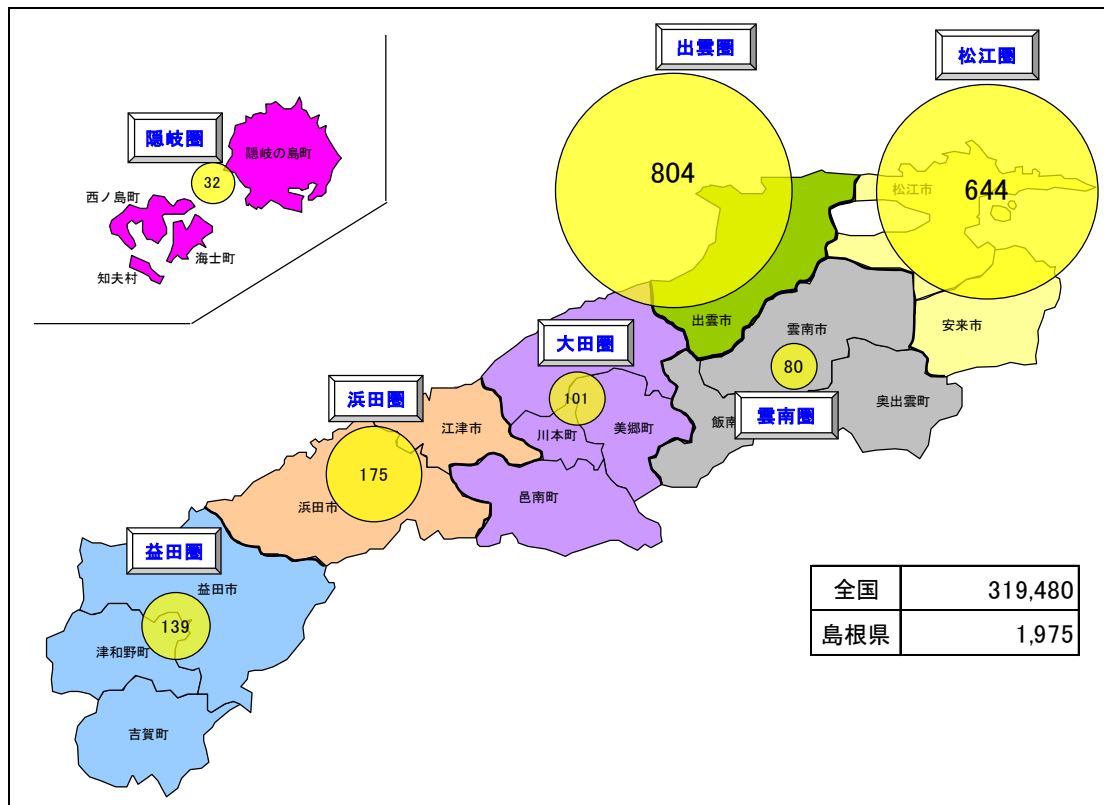 出雲圏
松江圏
隠岐圏
隠岐の島町
32
西ノ島町
海士町
知夫村
804
松江市
644
出雲市
雲南市
安来市
大田圏
80
101
奥出雲町
浜田圏
江津市
川本町
美郷町
飯南
雲南圏
175
浜田市
邑南町
益田圏
益田市
139
津和野町
吉賀町
全国 319,480
島根県 1,975